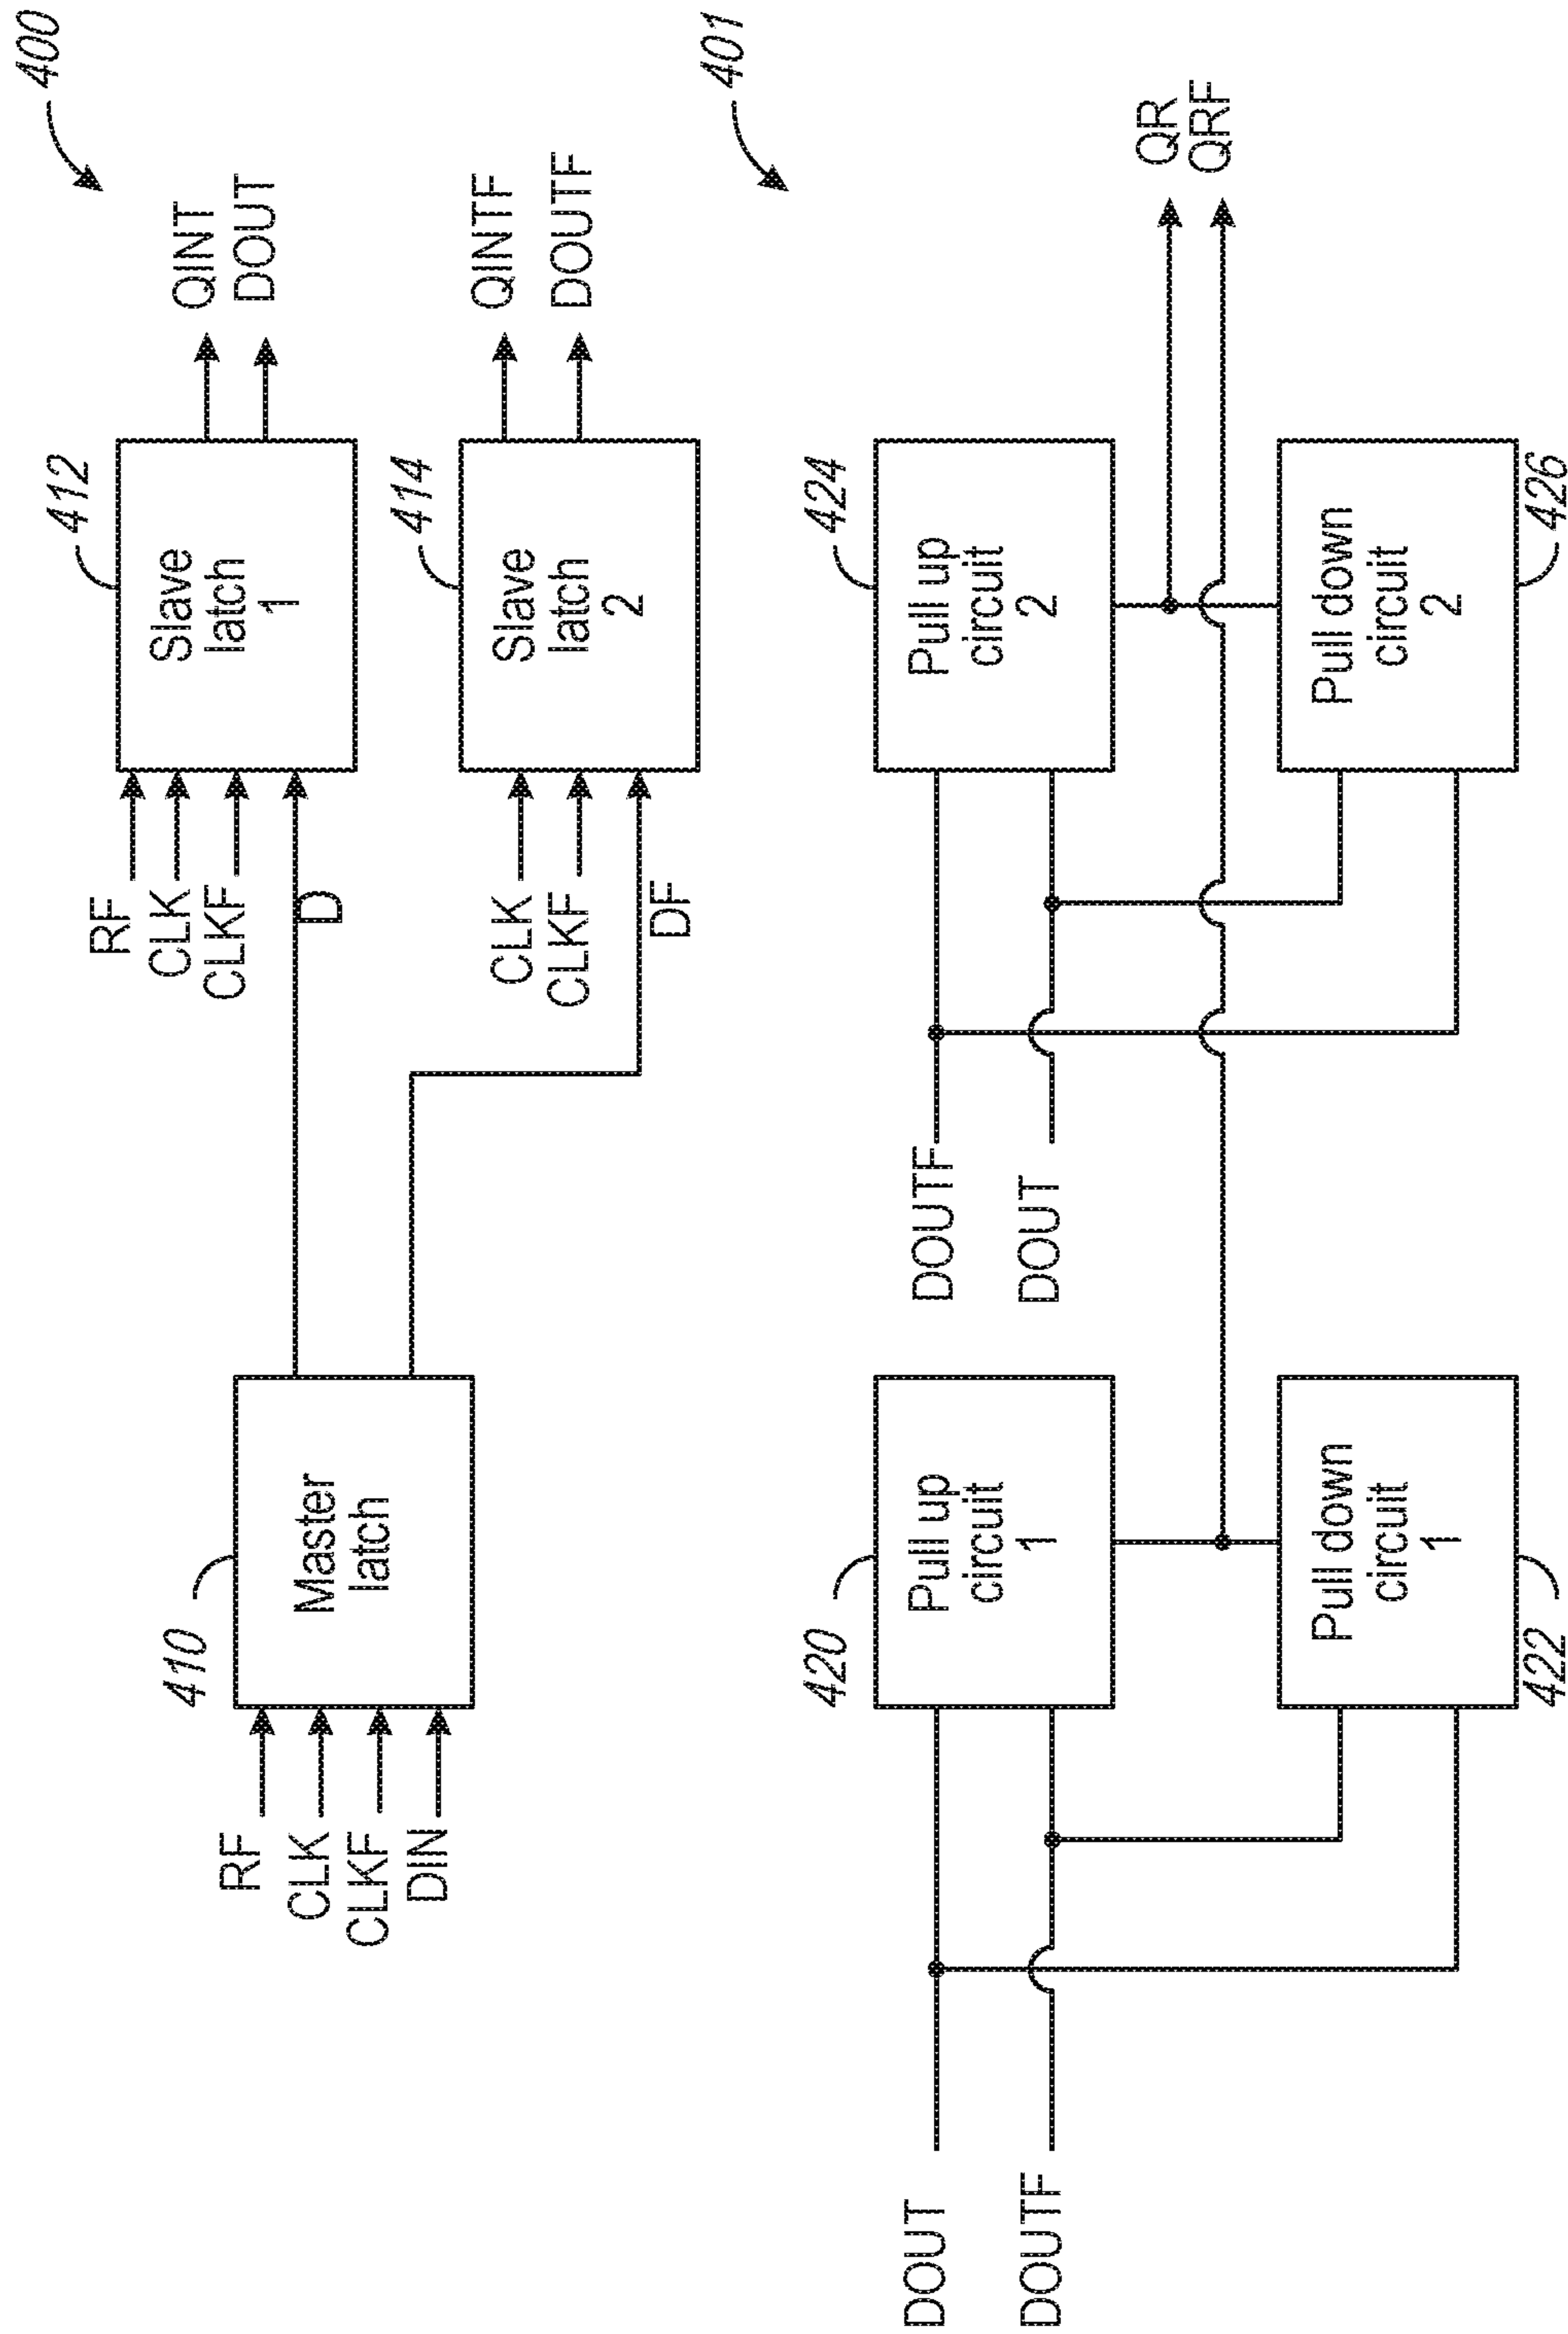 400
RF
CLK
CLKF
DIN
410
Master
latch
D
DF
RF
CLK
CLKF
412
Slave
latch
1
QINT
DOUT
CLK
CLKF
414
Slave
latch
2
QINTF
DOUTF
401
DOUT
DOUTF
420
Pull up
circuit
1
Pull down
circuit
1
422
DOUTF
DOUT
424
Pull up
circuit
2
Pull down
circuit
2
426
QR
QRF